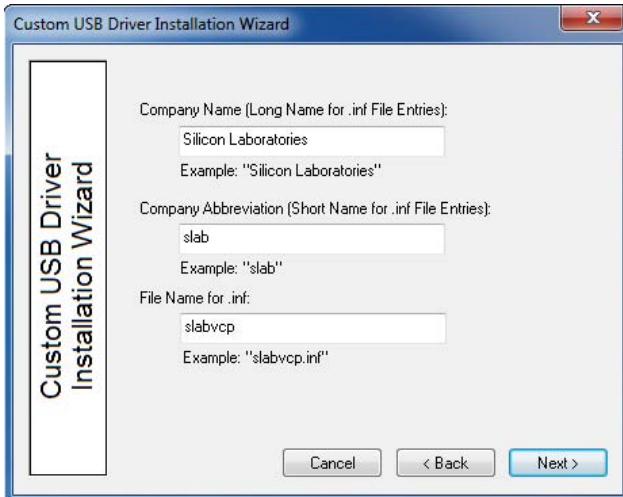 Custom USB Driver Installation Wizard
x
Custom USB Driver
Installation Wizard
Company Name (Long Name for .inf File Entries):
Silicon Laboratories
Example: "Silicon Laboratories"
Company Abbreviation (Short Name for .inf File Entries):
slab
Example: "slab"
File Name for .inf:
slabvcp
Example: "slabvcp.inf"
Cancel
< Back
Next >